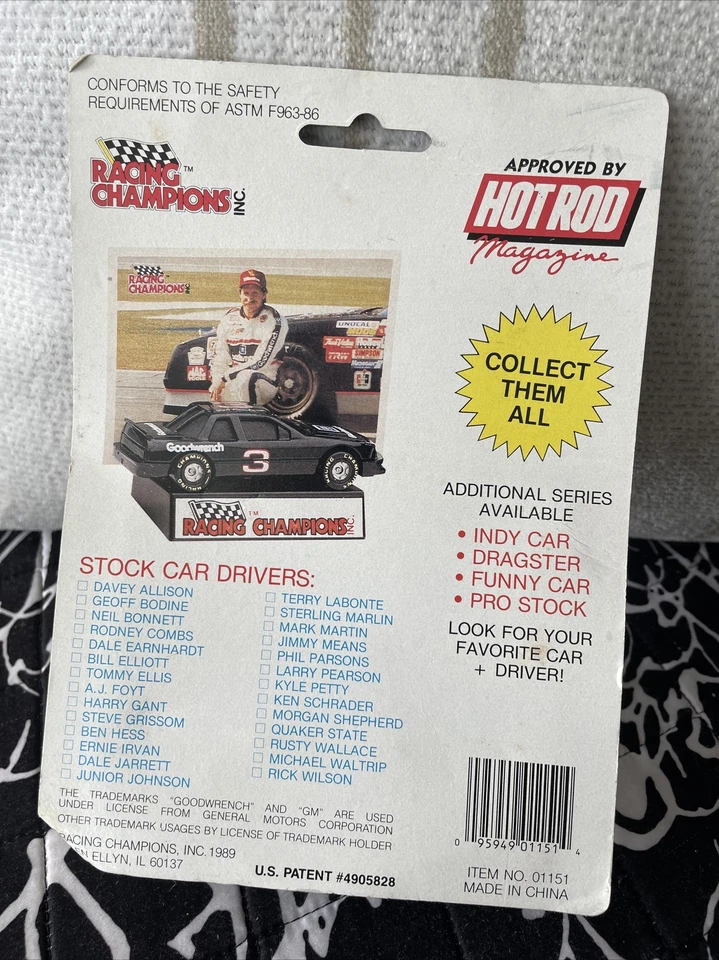 CONFORMS TO THE SAFETY
REQUIREMENTS OF ASTM F963-86
RACING™
CHAMPIONS INC.
APPROVED BY
HOT ROD
Magazine
RACING
CHAMPIONS
UNOCAL
SIMPSON
TRW
MAC
Goodwrench
3
RACING CHAMPIONS INC.
TM
COLLECT
THEM
ALL
ADDITIONAL SERIES
AVAILABLE
• INDY CAR
• DRAGSTER
• FUNNY CAR
• PRO STOCK
LOOK FOR YOUR
FAVORITE CAR
+ DRIVER!
STOCK CAR DRIVERS:
☐ DAVEY ALLISON
☐ GEOFF BODINE
☐ NEIL BONNETT
☐ RODNEY COMBS
☐ DALE EARNHARDT
☐ BILL ELLIOTT
☐ TOMMY ELLIS
☐ A.J. FOYT
☐ HARRY GANT
☐ STEVE GRISSOM
☐ BEN HESS
☐ ERNIE IRVAN
☐ DALE JARRETT
☐ JUNIOR JOHNSON
☐ TERRY LABONTE
☐ STERLING MARLIN
☐ MARK MARTIN
☐ JIMMY MEANS
☐ PHIL PARSONS
☐ LARRY PEARSON
☐ KYLE PETTY
☐ KEN SCHRADER
☐ MORGAN SHEPHERD
☐ QUAKER STATE
☐ RUSTY WALLACE
☐ MICHAEL WALTRIP
☐ RICK WILSON
THE TRADEMARKS "GOODWRENCH" AND "GM" ARE USED
UNDER LICENSE FROM GENERAL MOTORS CORPORATION
OTHER TRADEMARK USAGES BY LICENSE OF TRADEMARK HOLDER
RACING CHAMPIONS, INC. 1989
ELLYN, IL 60137
U.S. PATENT #4905828
0 95949 01151 4
ITEM NO. 01151
MADE IN CHINA